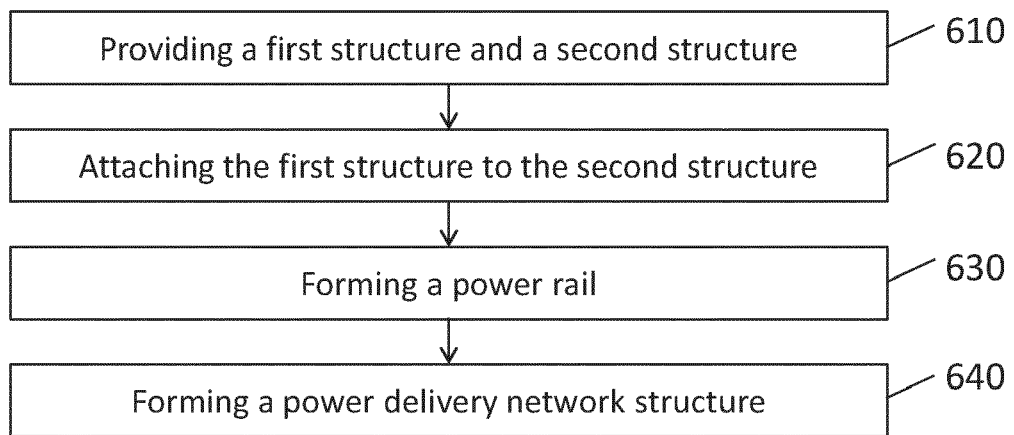 Providing a first structure and a second structure 610
Attaching the first structure to the second structure 620
Forming a power rail 630
Forming a power delivery network structure 640